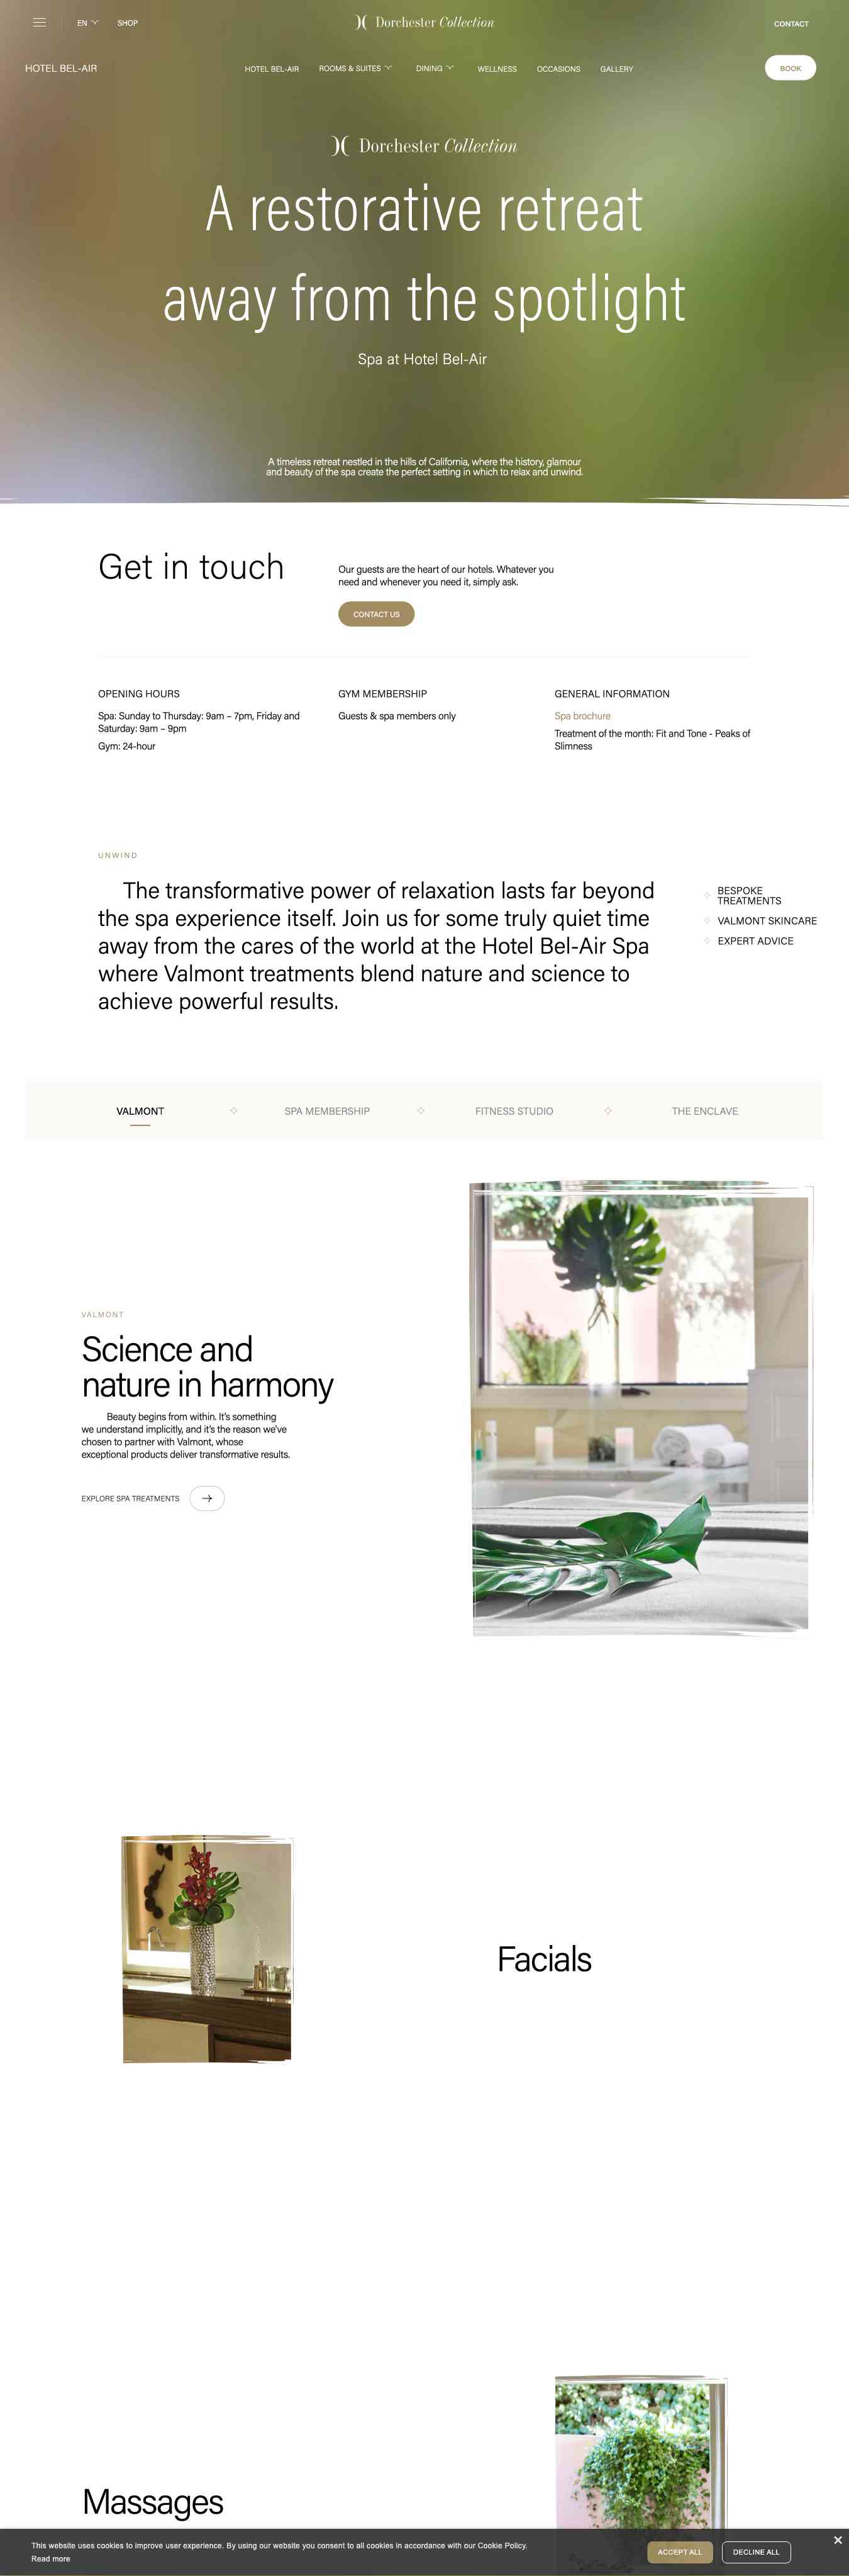 EN
SHOP
Dorchester Collection
CONTACT
HOTEL BEL-AIR
HOTEL BEL-AIR
ROOMS & SUITES
DINING
WELLNESS
OCCASIONS
GALLERY
BOOK
Dorchester Collection
A restorative retreat
away from the spotlight
Spa at Hotel Bel-Air
A timeless retreat nestled in the hills of California, where the history, glamour
and beauty of the spa create the perfect setting in which to relax and unwind.
Get in touch
Our guests are the heart of our hotels. Whatever you
need and whenever you need it, simply ask.
CONTACT US
OPENING HOURS
Spa: Sunday to Thursday: 9am – 7pm, Friday and
Saturday: 9am – 9pm
Gym: 24-hour
GYM MEMBERSHIP
Guests & spa members only
GENERAL INFORMATION
Spa brochure
Treatment of the month: Fit and Tone - Peaks of
Slimness
UNWIND
The transformative power of relaxation lasts far beyond
the spa experience itself. Join us for some truly quiet time
away from the cares of the world at the Hotel Bel-Air Spa
where Valmont treatments blend nature and science to
achieve powerful results.
BESPOKE
TREATMENTS
VALMONT SKINCARE
EXPERT ADVICE
VALMONT
SPA MEMBERSHIP
FITNESS STUDIO
THE ENCLAVE
VALMONT
Science and
nature in harmony
Beauty begins from within. It's something
we understand implicitly, and it's the reason we've
chosen to partner with Valmont, whose
exceptional products deliver transformative results.
EXPLORE SPA TREATMENTS
Facials
Massages
This website uses cookies to improve user experience. By using our website you consent to all cookies in accordance with our Cookie Policy.
Read more
ACCEPT ALL
DECLINE ALL